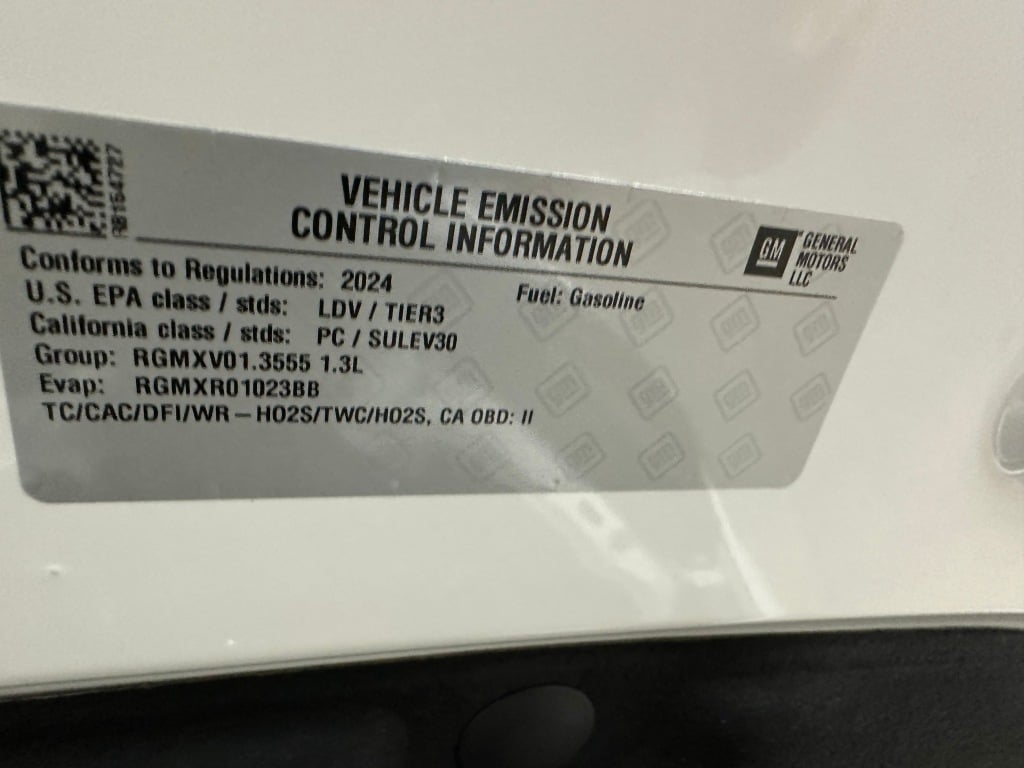 VEHICLE EMISSION
CONTROL INFORMATION
GM GENERAL
MOTORS
LLC
Conforms to Regulations: 2024
Fuel: Gasoline
U.S. EPA class / stds: LDV / TIER3
California class / stds: PC / SULEV30
Group: RGMXV01.3555 1.3L
Evap: RGMXR01023BB
TC/CAC/DFI/WR – HO2S/TWC/HO2S, CA OBD: II